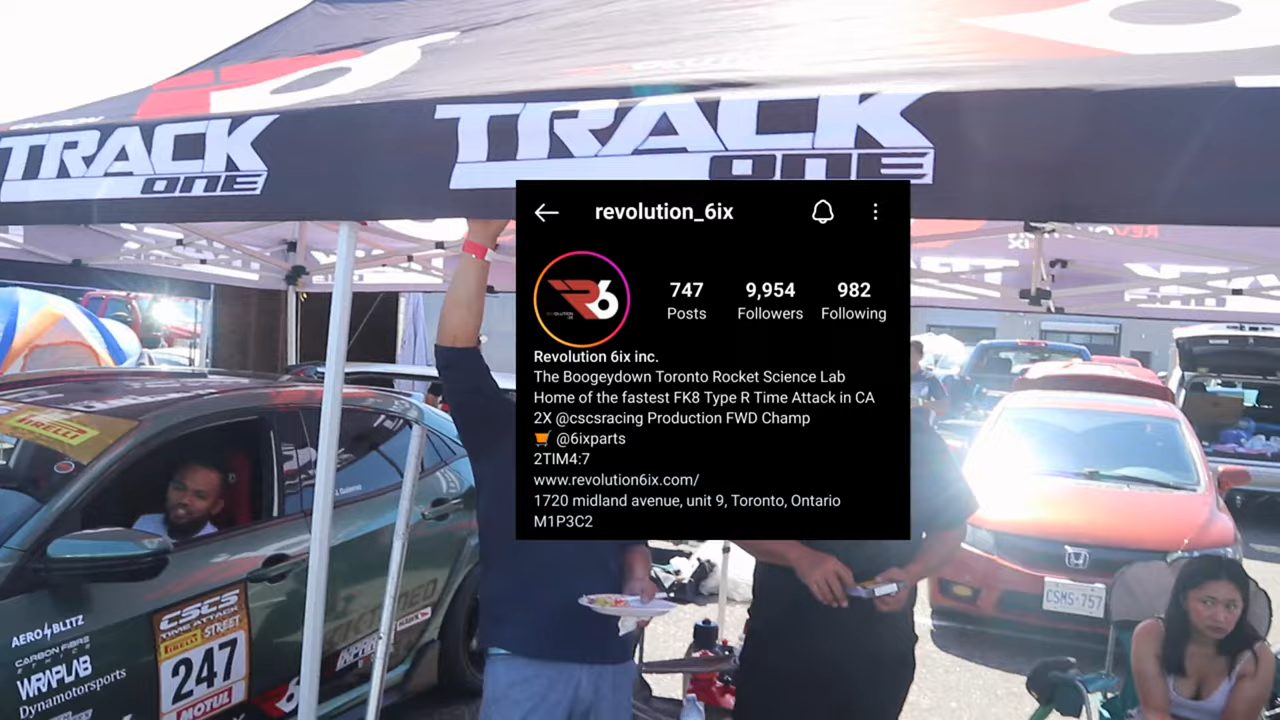 TRACK
ONE
TRACK
ONE
revolution_6ix
747
9,954
982
Posts
Followers
Following
R6
Revolution 6ix inc.
The Boogeydown Toronto Rocket Science Lab
Home of the fastest FK8 Type R Time Attack in CA
2X @cscsracing Production FWD Champ
@6ixparts
2TIM4:7
www.revolution6ix.com/
1720 midland avenue, unit 9, Toronto, Ontario
M1P3C2
PIRELLI
AERO BLITZ
CARBON FIBRE
WRAPLAB
Dynamotorsports
CSCS
TIME ATTACK
PIRELLI STREET
247
MOTUL
HAWK
CSMS·757